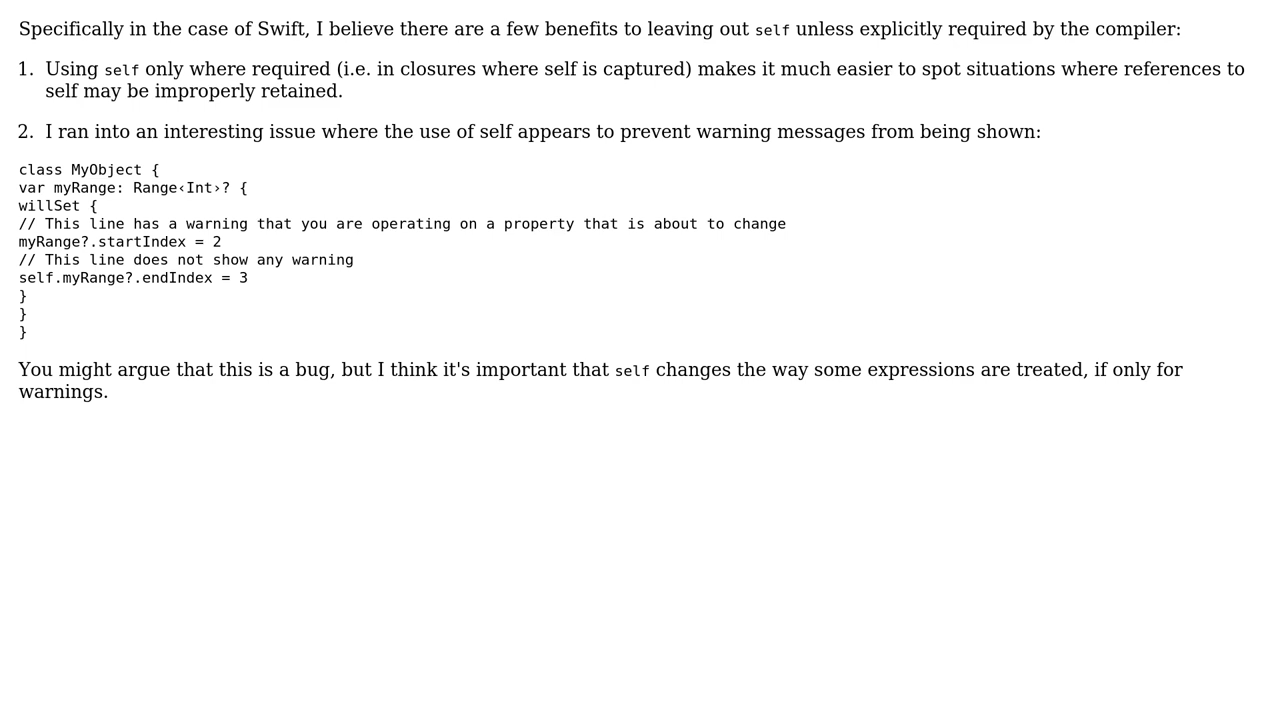 Specifically in the case of Swift, I believe there are a few benefits to leaving out self unless explicitly required by the compiler:
1. Using self only where required (i.e. in closures where self is captured) makes it much easier to spot situations where references to
self may be improperly retained.
2. I ran into an interesting issue where the use of self appears to prevent warning messages from being shown:
class MyObject {
var myRange: Range‹Int›? {
willSet {
// This line has a warning that you are operating on a property that is about to change
myRange?.startIndex = 2
// This line does not show any warning
self.myRange?.endIndex = 3
}
}
}
You might argue that this is a bug, but I think it's important that self changes the way some expressions are treated, if only for
warnings.